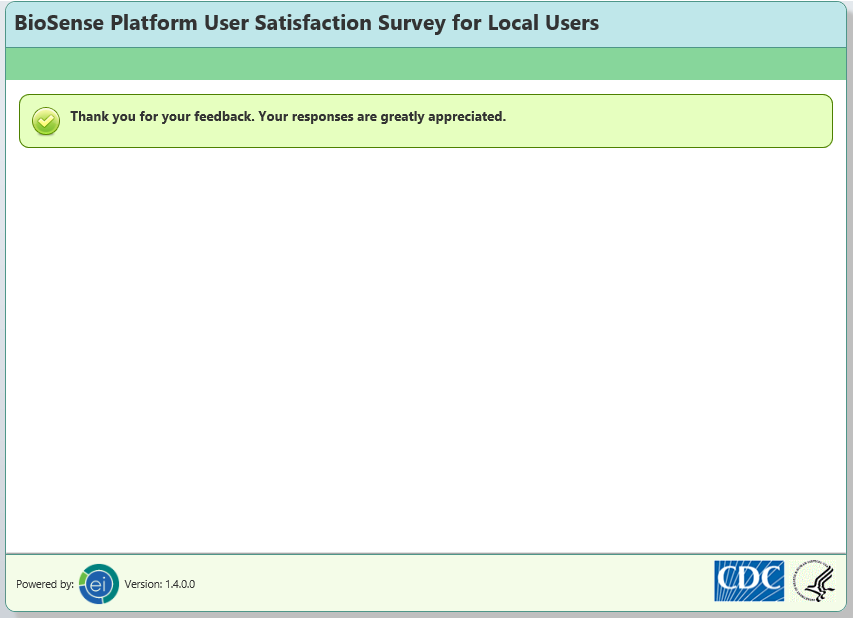 BioSense Platform User Satisfaction Survey for Local Users
Thank you for your feedback. Your responses are greatly appreciated.
Powered by: ei Version: 1.4.0.0
CDC